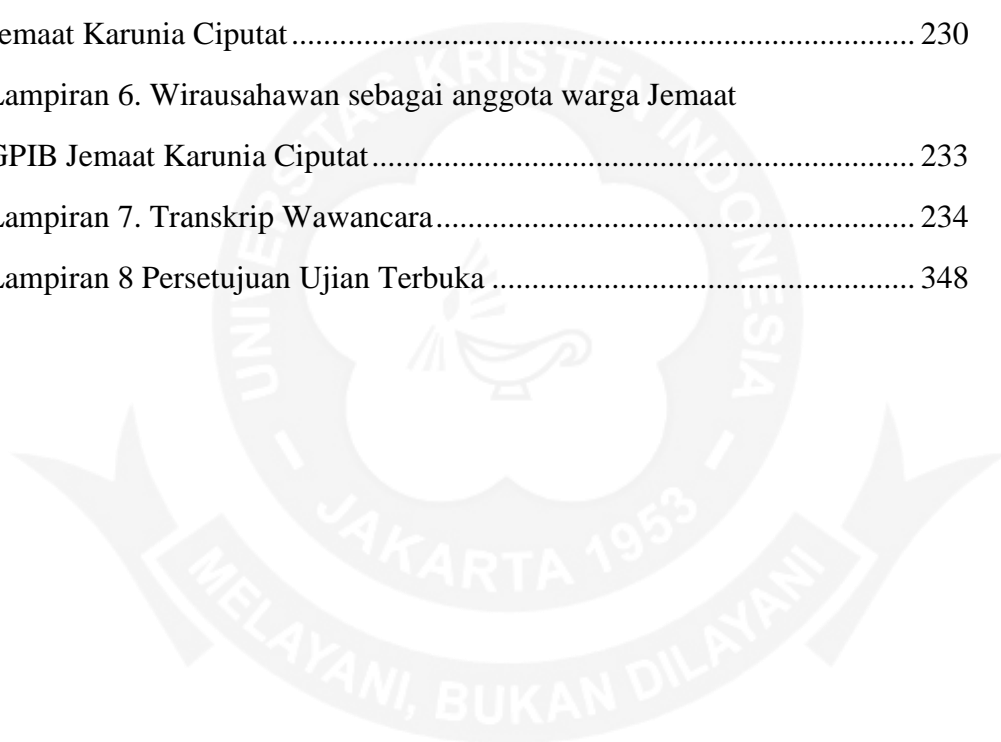 emaat Karunia Ciputat ............................................................................... 230
Lampiran 6. Wirausahawan sebagai anggota warga Jemaat
GPIB Jemaat Karunia Ciputat ..................................................................... 233
Lampiran 7. Transkrip Wawancara ............................................................. 234
Lampiran 8 Persetujuan Ujian Terbuka ...................................................... 348
UNIVERSITAS KRISTEN INDONESIA
JAKARTA 1953
MELAYANI, BUKAN DILAYANI